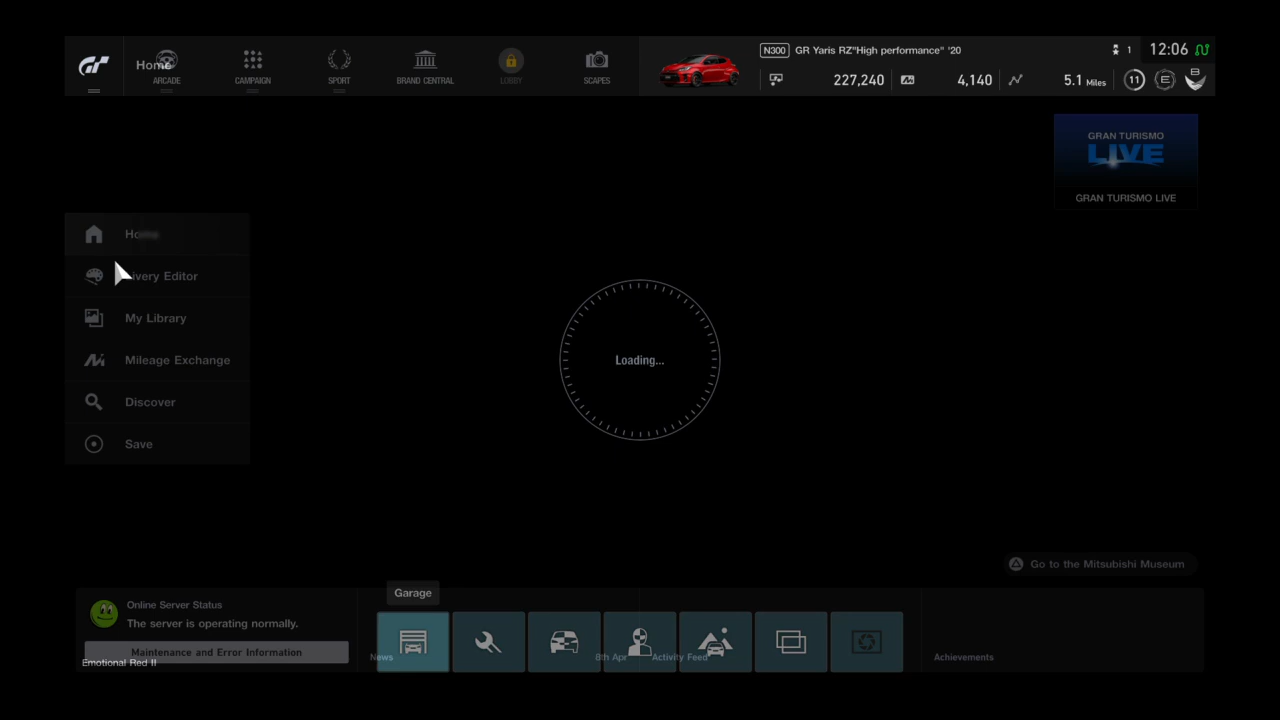 GT
Home
ARCADE
CAMPAIGN
SPORT
BRAND CENTRAL
LOBBY
SCAPES
N300 GR Yaris RZ"High performance" '20
1
12:06
227,240
4,140
5.1 Miles
11
E
B
GRAN TURISMO
LIVE
GRAN TURISMO LIVE
Home
Livery Editor
My Library
Mileage Exchange
Discover
Save
Loading...
Go to the Mitsubishi Museum
Garage
Online Server Status
The server is operating normally.
Maintenance and Error Information
Emotional Red II
News
8th Apr
Activity Feed
Achievements